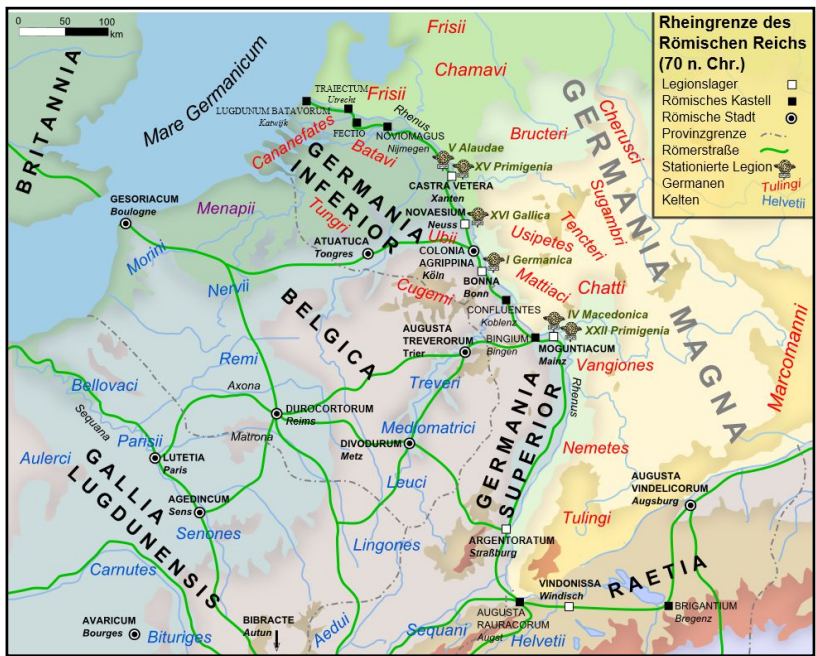 0 50 100
km
Rheingrenze des
Römischen Reichs
(70 n. Chr.)
Legionslager
Römisches Kastell
Römische Stadt
Provinzgrenze
Römerstraße
Stationierte Legion
Germanen Tulingi
Kelten Helvetii
BRITANNIA
Mare Germanicum
Frisii
Chamavi
Frisii
TRAIECTUM
Utrecht
LUGDUNUM BATAVORUM
Katwijk
FECTIO
Rhenus
NOVIOMAGUS
Nijmegen
Cananefates
Batavi
Bructeri
Cherusci
GERMANIA MAGNA
V Alaudae
XV Primigenia
CASTRA VETERA
Xanten
GERMANIA
INFERIOR
Sugambri
GESORIACUM
Boulogne
Menapii
Tungri
NOVAESIUM
Neuss
XVI Gallica
Usipetes
Tencteri
Morini
ATUATUCA
Tongres
Ubii
COLONIA
AGRIPPINA
Köln
I Germanica
BONNA
Bonn
Mattiaci
Chatti
Nervii
Cugerni
CONFLUENTES
Koblenz
IV Macedonica
XXII Primigenia
BELGICA
AUGUSTA
TREVERORUM
Trier
BINGIUM
Bingen
MOGUNTIACUM
Mainz
Vangiones
Marcomanni
Remi
Bellovaci
Axona
Treveri
Rhenus
Sequana
DUROCORTORUM
Reims
Mediomatrici
GERMANIA
SUPERIOR
Parisii
Matrona
DIVODURUM
Metz
Nemetes
Aulerci
LUTETIA
Paris
GALLIA
LUGDUNENSIS
Leuci
AUGUSTA
VINDELICORUM
Augsburg
AGEDINCUM
Sens
Tulingi
Senones
Lingones
ARGENTORATUM
Straßburg
Carnutes
VINDONISSA
Windisch
RAETIA
AVARICUM
Bourges
Bituriges
BIBRACTE
Autun
Aedui
Sequani
AUGUSTA
RAURACORUM
Augst
Helvetii
BRIGANTIUM
Bregenz